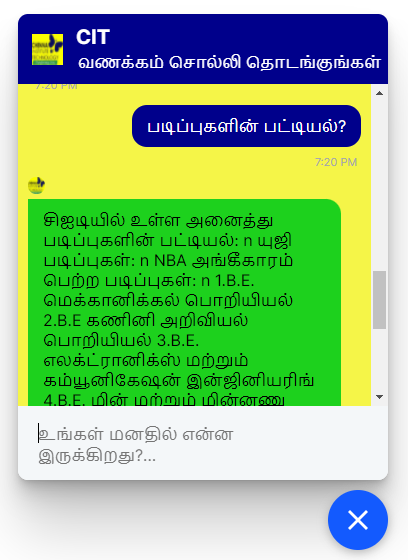 CIT
வணக்கம் சொல்லி தொடங்குங்கள்
7:20 PM
படிப்புகளின் பட்டியல்?
7:20 PM
சிஐடியில் உள்ள அனைத்து
படிப்புகளின் பட்டியல்: n யுஜி
படிப்புகள்: n NBA அங்கீகாரம்
பெற்ற படிப்புகள்: n 1.B.E.
மெக்கானிக்கல் பொறியியல்
2.B.E கணினி அறிவியல்
பொறியியல் 3.B.E.
எலக்ட்ரானிக்ஸ் மற்றும்
கம்யூனிகேஷன் இன்ஜினியரிங்
4.B.E. மின் மற்றும் மின்னணு
உங்கள் மனதில் என்ன
இருக்கிறது?...